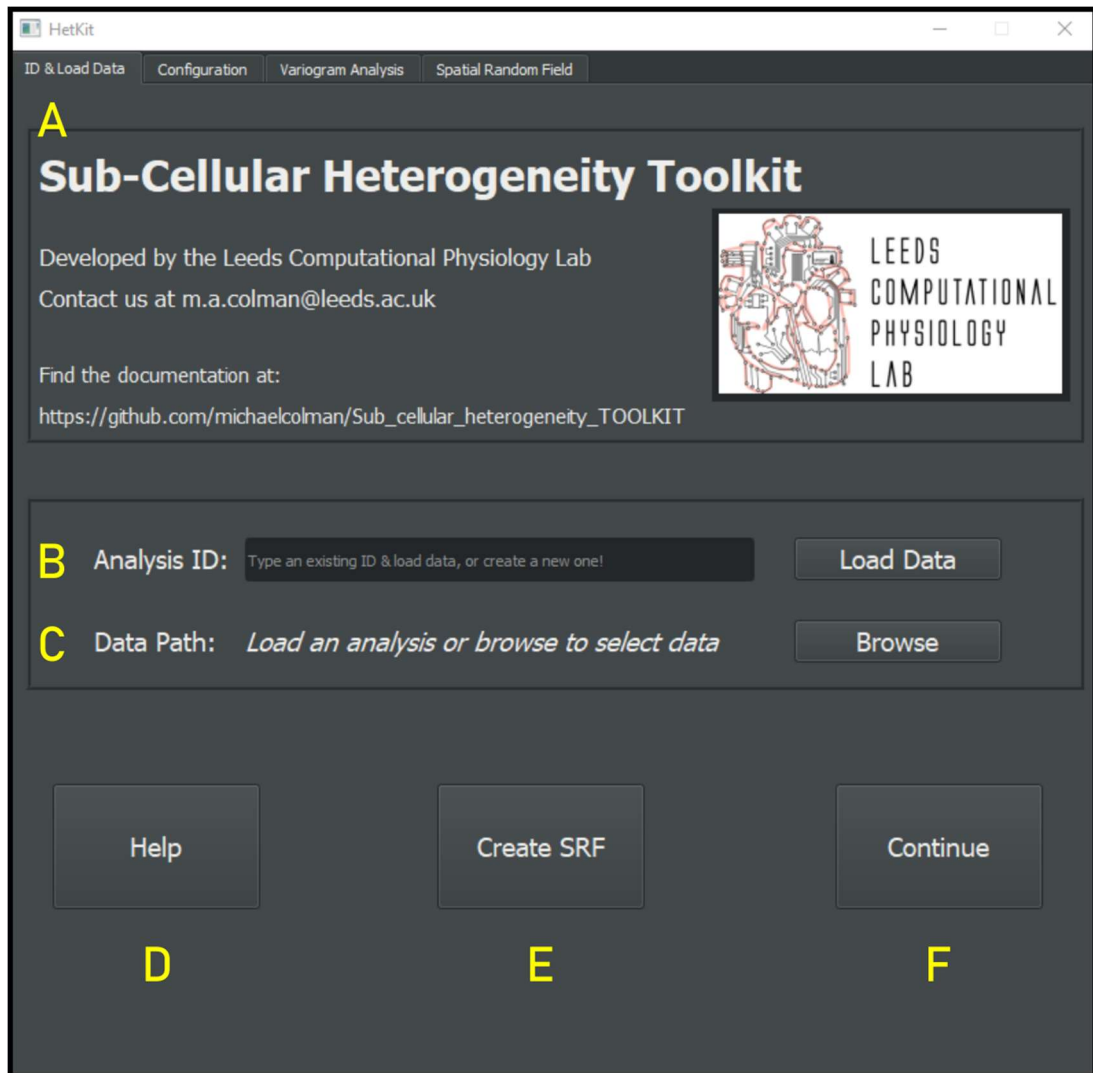 HetKit
ID & Load Data Configuration Variogram Analysis Spatial Random Field
A
Sub-Cellular Heterogeneity Toolkit
Developed by the Leeds Computational Physiology Lab
Contact us at m.a.colman@leeds.ac.uk
Find the documentation at:
https://github.com/michaelcolman/Sub_cellular_heterogeneity_TOOLKIT
LEEDS
COMPUTATIONAL
PHYSIOLOGY
LAB
B Analysis ID: Type an existing ID & load data, or create a new one! Load Data
C Data Path: Load an analysis or browse to select data Browse
Help Create SRF Continue
D E F